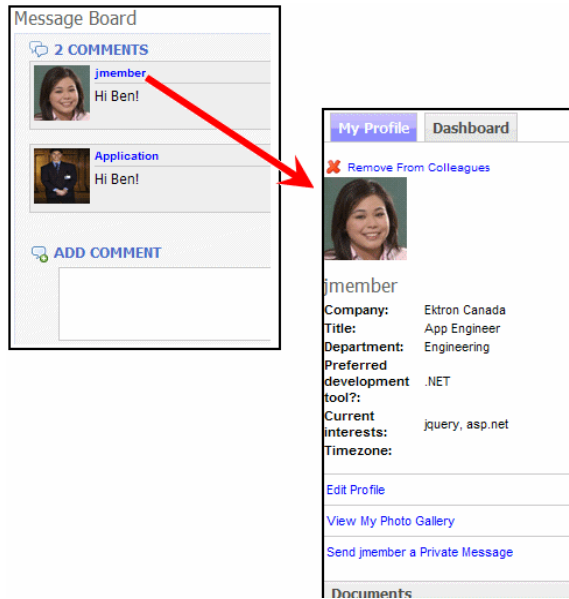 Message Board
2 COMMENTS
jmember
Hi Ben!
Application
Hi Ben!
ADD COMMENT
My Profile Dashboard
Remove From Colleagues
jmember
Company: Ektron Canada
Title: App Engineer
Department: Engineering
Preferred
development .NET
tool?:
Current
interests: jquery, asp.net
Timezone:
Edit Profile
View My Photo Gallery
Send jmember a Private Message
Documents